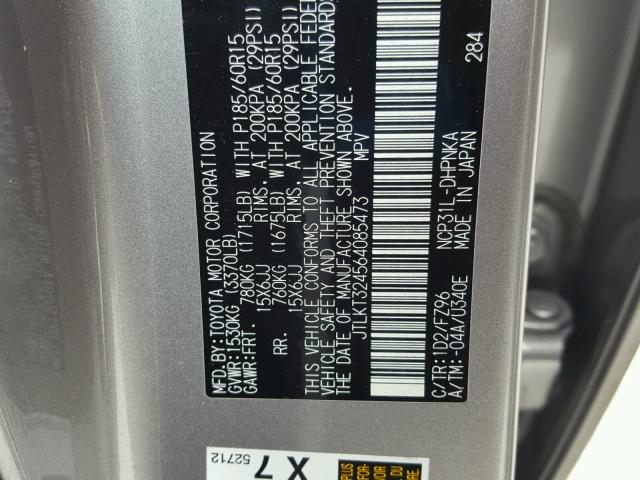 MFD.BY:TOYOTA MOTOR CORPORATION
GVWR:1530KG (3370LB)
GAWR:FRT. 780KG (1715LB) WITH P185/60R15
15X6JJ RIMS, AT 200KPA (29PSI)
RR. 760KG (1675LB) WITH P185/60R15
15X6JJ RIMS, AT 200KPA (29PSI)
THIS VEHICLE CONFORMS TO ALL APPLICABLE
VEHICLE SAFETY AND THEFT PREVENTION
THE DATE OF MANUFACTURE SHOWN ABOVE.
JTLKT324564085473 MPV
C/TR:1D2/FZ96 NCP31L-DHPNKA
A/TM:-04A/U340E MADE IN JAPAN 284
X 7
52712
PLUS